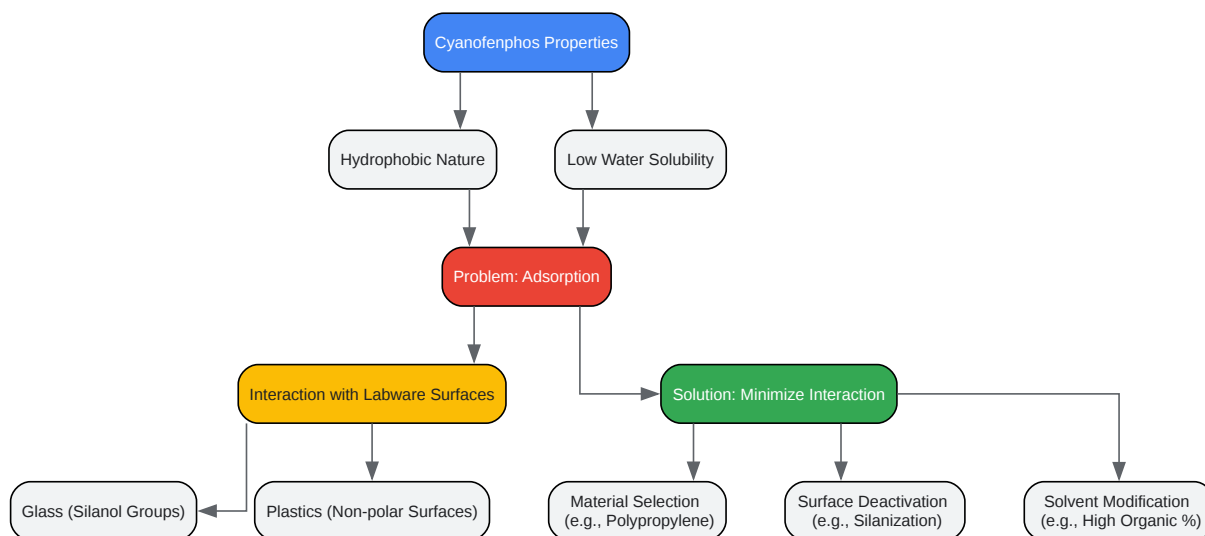 Cyanofenphos Properties
Hydrophobic Nature
Low Water Solubility
Problem: Adsorption
Interaction with Labware Surfaces
Solution: Minimize Interaction
Glass (Silanol Groups)
Plastics (Non-polar Surfaces)
Material Selection
(e.g., Polypropylene)
Surface Deactivation
(e.g., Silanization)
Solvent Modification
(e.g., High Organic %)